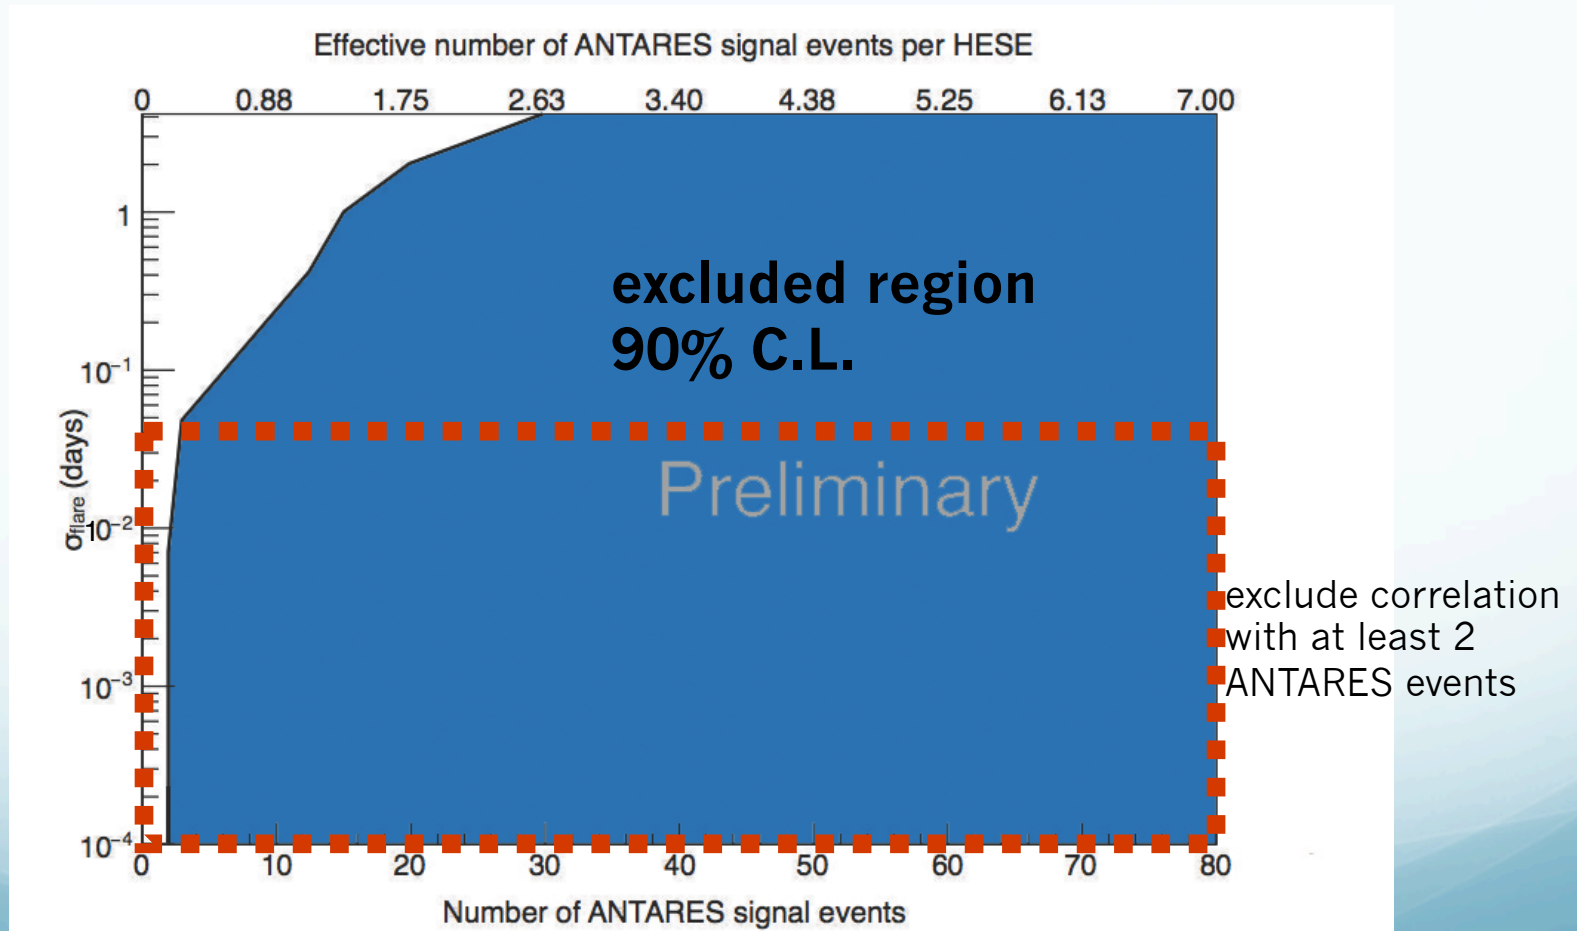 Effective number of ANTARES signal events per HESE
0 0.88 1.75 2.63 3.40 4.38 5.25 6.13 7.00
1
10⁻¹
10⁻²
10⁻³
10⁻⁴
σflare (days)
excluded region
90% C.L.
Preliminary
exclude correlation
with at least 2
ANTARES events
0 10 20 30 40 50 60 70 80
Number of ANTARES signal events